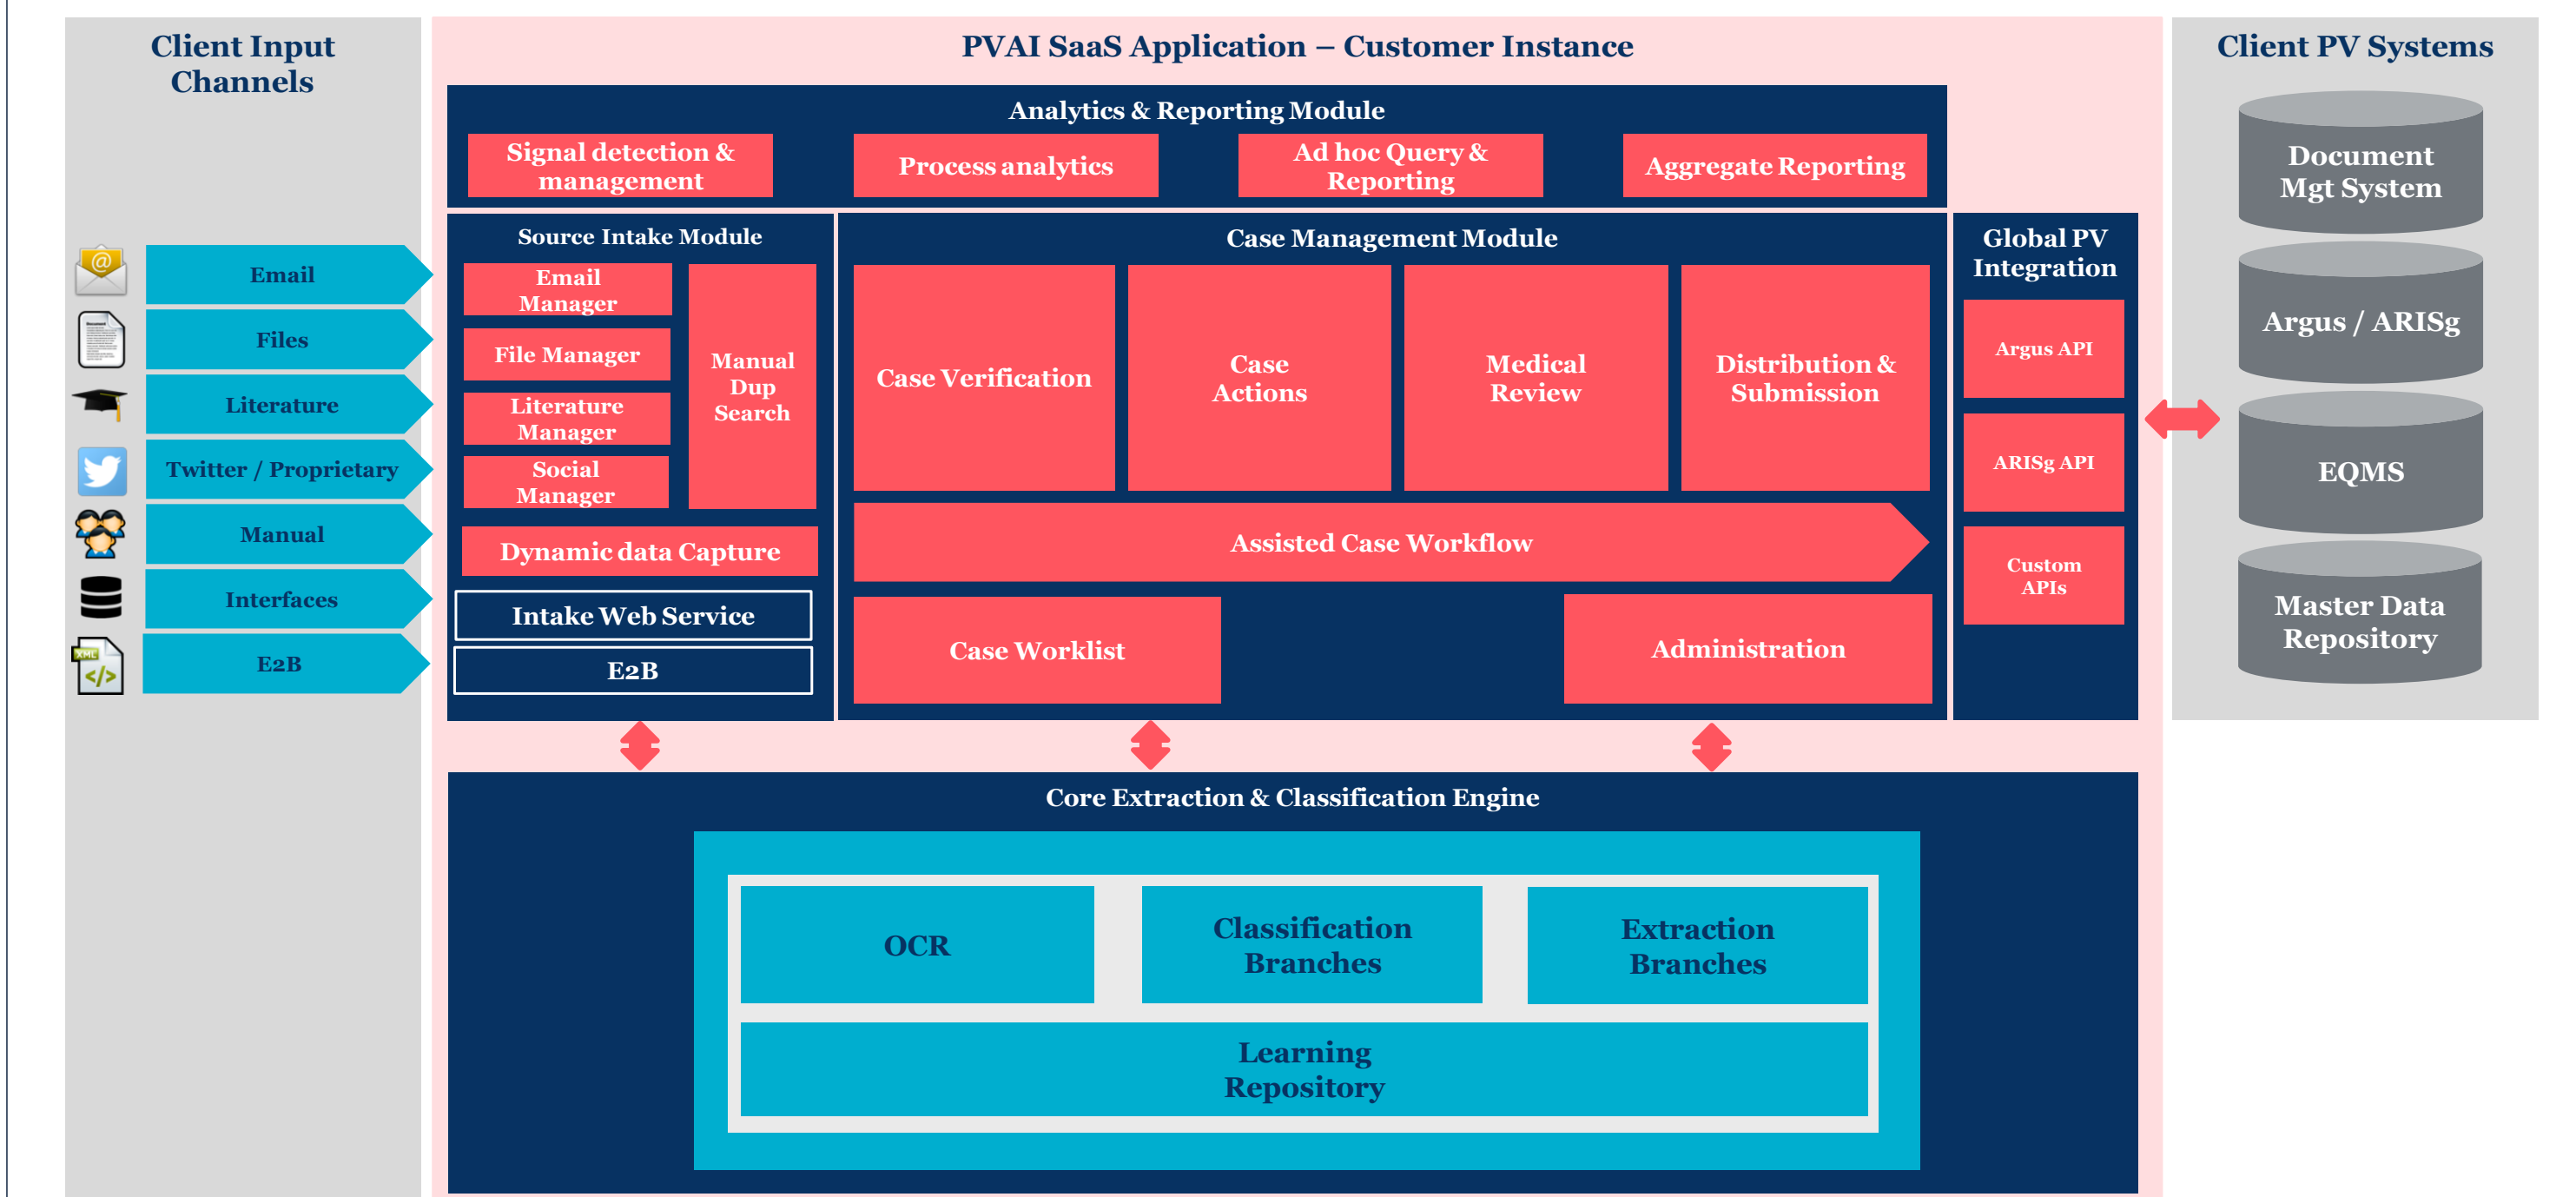 Client Input
Channels
Email
Files
Literature
Twitter / Proprietary
Manual
Interfaces
E2B
PVAI SaaS Application – Customer Instance
Analytics & Reporting Module
Signal detection &
management
Process analytics
Ad hoc Query &
Reporting
Aggregate Reporting
Source Intake Module
Email
Manager
File Manager
Literature
Manager
Social
Manager
Manual
Dup
Search
Dynamic data Capture
Intake Web Service
E2B
Case Management Module
Case Verification
Case
Actions
Medical
Review
Distribution &
Submission
Assisted Case Workflow
Case Worklist
Administration
Global PV
Integration
Argus API
ARISg API
Custom
APIs
Core Extraction & Classification Engine
OCR
Classification
Branches
Extraction
Branches
Learning
Repository
Client PV Systems
Document
Mgt System
Argus / ARISg
EQMS
Master Data
Repository
@
XML
</>